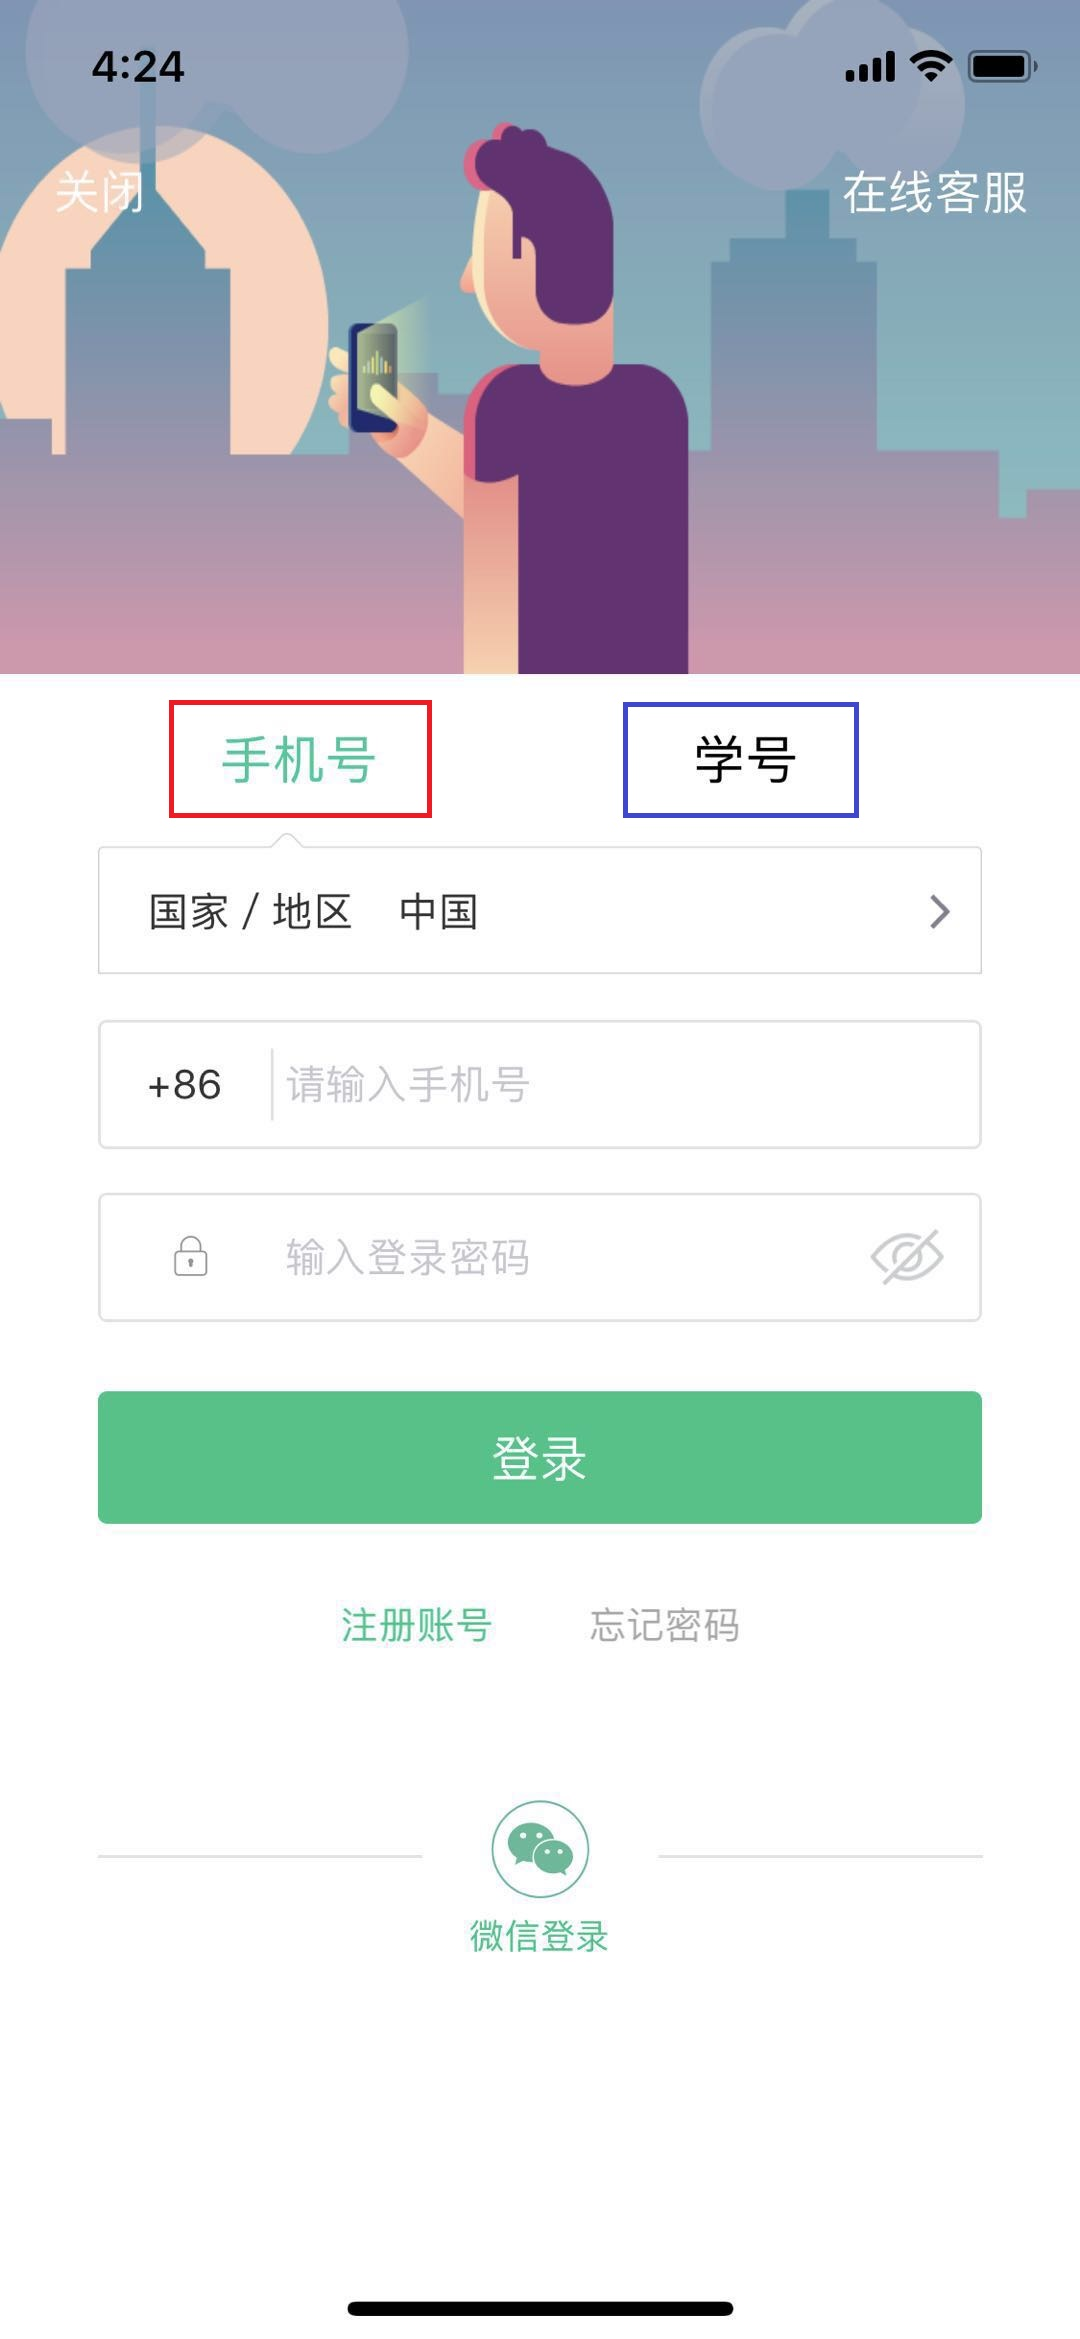 4:24
关闭 在线客服
手机号 学号
国家 / 地区 中国
+86 请输入手机号
输入登录密码
登录
注册账号 忘记密码
微信登录